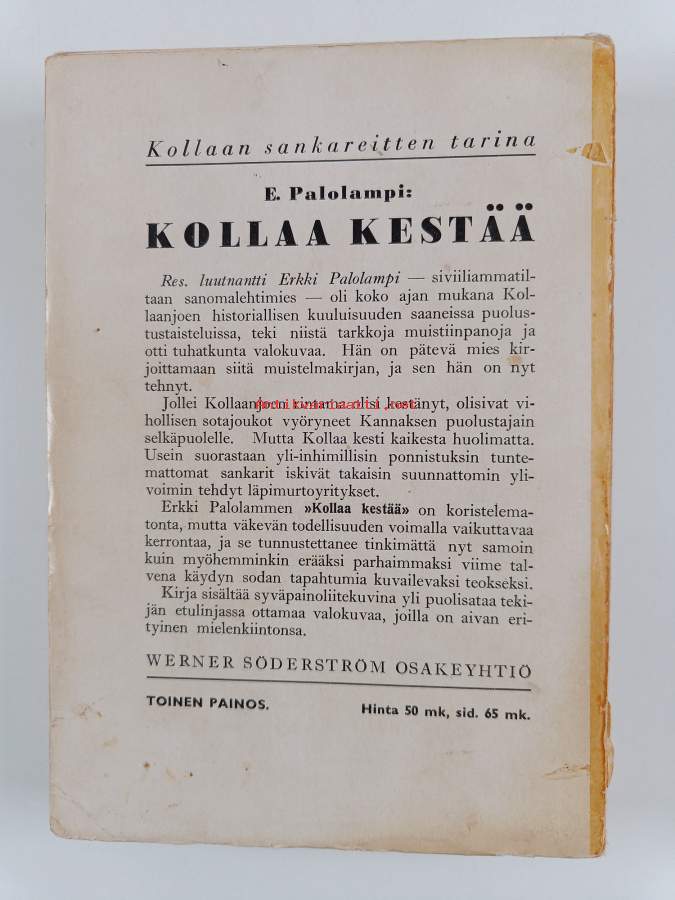 Kollaan sankareitten tarina
E. Palolampi:
KOLLAA KESTÄÄ
Res. luutnantti Erkki Palolampi — siviiliammatil-
taan sanomalehtimies — oli koko ajan mukana Kol-
laanjoen historiallisen kuuluisuuden saaneissa puolus-
tustaisteluissa, teki niistä tarkkoja muistiinpanoja ja
otti tuhatkunta valokuvaa. Hän on pätevä mies kir-
joittamaan siitä muistelmakirjan, ja sen hän on nyt
tehnyt.
Jollei Kollaanjoen rintama olisi kestänyt, olisivat vi-
hollisen sotajoukot vyöryneet Kannaksen puolustajain
selkäpuolelle. Mutta Kollaa kesti kaikesta huolimatta.
Usein suorastaan yli-inhimillisin ponnistuksin tunte-
mattomat sankarit iskivät takaisin suunnattomin yli-
voimin tehdyt läpimurtoyritykset.
Erkki Palolammen »Kollaa kestää» on koristelema-
tonta, mutta väkevän todellisuuden voimalla vaikuttavaa
kerrontaa, ja se tunnustettanee tinkimättä nyt samoin
kuin myöhemminkin erääksi parhaimmaksi viime tal-
vena käydyn sodan tapahtumia kuvailevaksi teokseksi.
Kirja sisältää syväpainoliitekuvina yli puolisataa teki-
jän etulinjassa ottamaa valokuvaa, joilla on aivan eri-
tyinen mielenkiintonsa.
WERNER SÖDERSTRÖM OSAKEYHTIÖ
TOINEN PAINOS. Hinta 50 mk, sid. 65 mk.